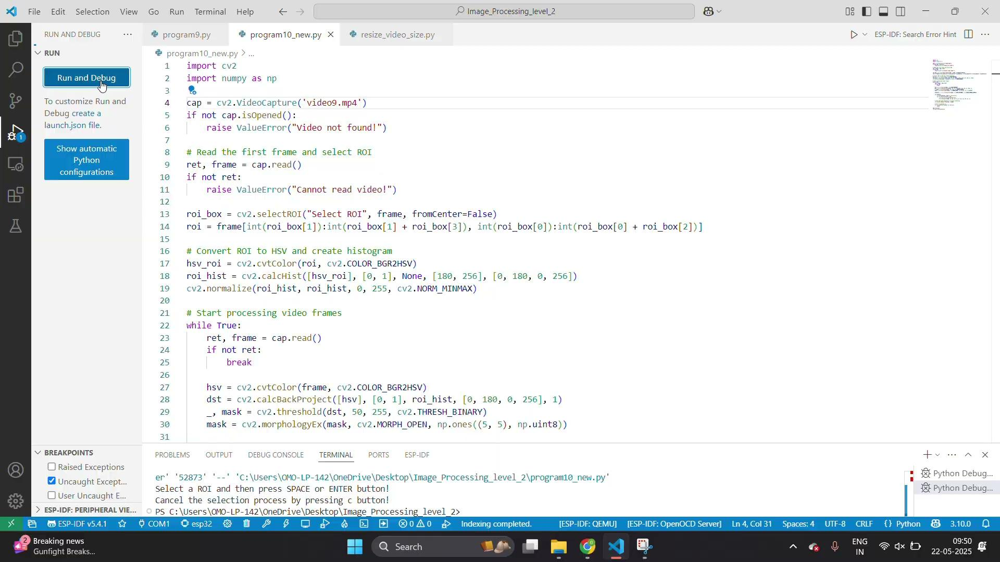 File Edit Selection View Go Run Terminal Help
Image_Processing_level_2
RUN AND DEBUG
program9.py
program10_new.py
resize_video_size.py
ESP-IDF: Search Error Hint
RUN
program10_new.py > ...
Run and Debug
To customize Run and
Debug create a
launch.json file.
Show automatic
Python
configurations
1
1 import cv2
2 import numpy as np
3
4 cap = cv2.VideoCapture('video9.mp4')
5 if not cap.isOpened():
6 raise ValueError("Video not found!")
7
8 # Read the first frame and select ROI
9 ret, frame = cap.read()
10 if not ret:
11 raise ValueError("Cannot read video!")
12
13 roi_box = cv2.selectROI("Select ROI", frame, fromCenter=False)
14 roi = frame[int(roi_box[1]):int(roi_box[1] + roi_box[3]), int(roi_box[0]):int(roi_box[0] + roi_box[2])]
15
16 # Convert ROI to HSV and create histogram
17 hsv_roi = cv2.cvtColor(roi, cv2.COLOR_BGR2HSV)
18 roi_hist = cv2.calcHist([hsv_roi], [0, 1], None, [180, 256], [0, 180, 0, 256])
19 cv2.normalize(roi_hist, roi_hist, 0, 255, cv2.NORM_MINMAX)
20
21 # Start processing video frames
22 while True:
23 ret, frame = cap.read()
24 if not ret:
25 break
26
27 hsv = cv2.cvtColor(frame, cv2.COLOR_BGR2HSV)
28 dst = cv2.calcBackProject([hsv], [0, 1], roi_hist, [0, 180, 0, 256], 1)
29 _, mask = cv2.threshold(dst, 50, 255, cv2.THRESH_BINARY)
30 mask = cv2.morphologyEx(mask, cv2.MORPH_OPEN, np.ones((5, 5), np.uint8))
31
BREAKPOINTS
Raised Exceptions
Uncaught Except...
User Uncaught E...
ESP-IDF: PERIPHERAL VIE...
PROBLEMS OUTPUT DEBUG CONSOLE TERMINAL PORTS ESP-IDF
er' '52873' '--' 'C:\Users\OMO-LP-142\OneDrive\Desktop\Image_Processing_level_2\program10_new.py'
Select a ROI and then press SPACE or ENTER button!
Cancel the selection process by pressing c button!
PS C:\Users\OMO-LP-142\OneDrive\Desktop\Image_Processing_level_2>
Python Debug...
Python Debug...
ESP-IDF v5.4.1 COM1 esp32 0 0 Indexing completed. [ESP-IDF: QEMU] [ESP-IDF: OpenOCD Server] Ln 4, Col 31 Spaces: 4 UTF-8 CRLF {} Python 3.10.0
2
Breaking news
Gunfight Breaks...
Search
ENG
IN
09:50
22-05-2025